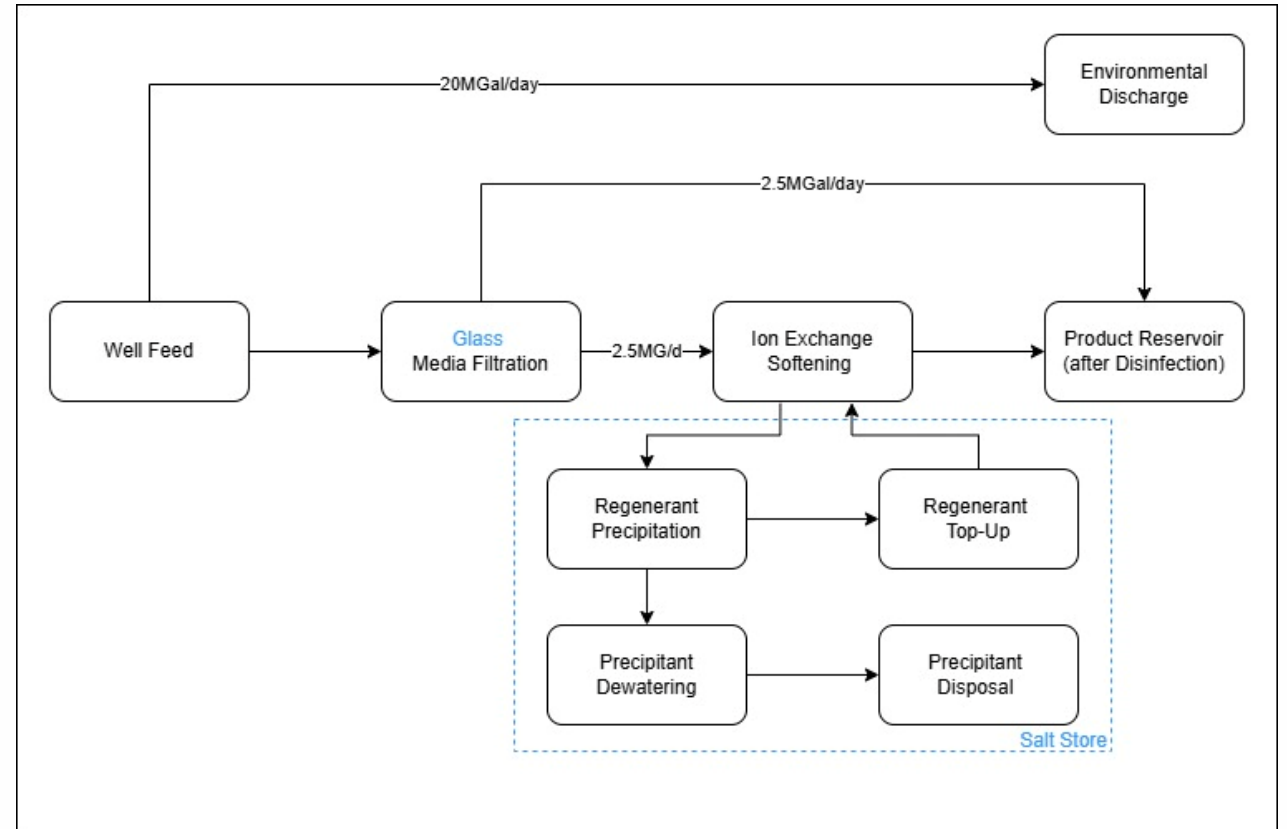 Environmental
Discharge
20MGal/day
2.5MGal/day
Well Feed
Glass
Media Filtration
2.5MG/d
Ion Exchange
Softening
Product Reservoir
(after Disinfection)
Regenerant
Precipitation
Regenerant
Top-Up
Precipitant
Dewatering
Precipitant
Disposal
Salt Store